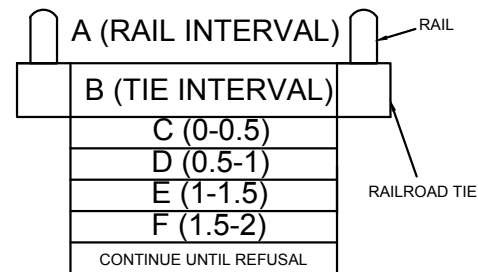 A (RAIL INTERVAL)
RAIL
B (TIE INTERVAL)
C (0-0.5)
D (0.5-1)
E (1-1.5)
RAILROAD TIE
F (1.5-2)
CONTINUE UNTIL REFUSAL